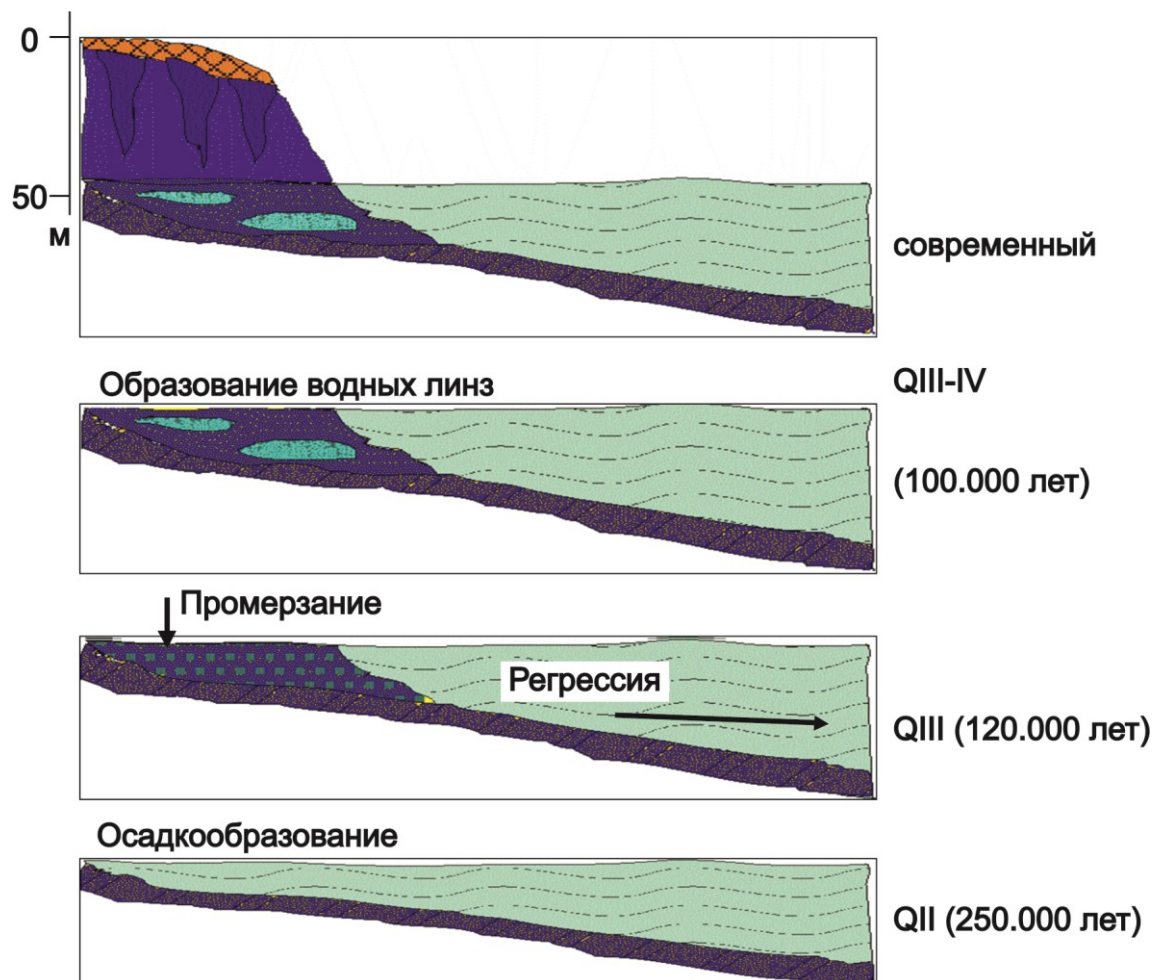 0
50
м
современный
Образование водных линз
QIII-IV
(100.000 лет)
Промерзание
Регрессия
QIII (120.000 лет)
Осадкообразование
QII (250.000 лет)